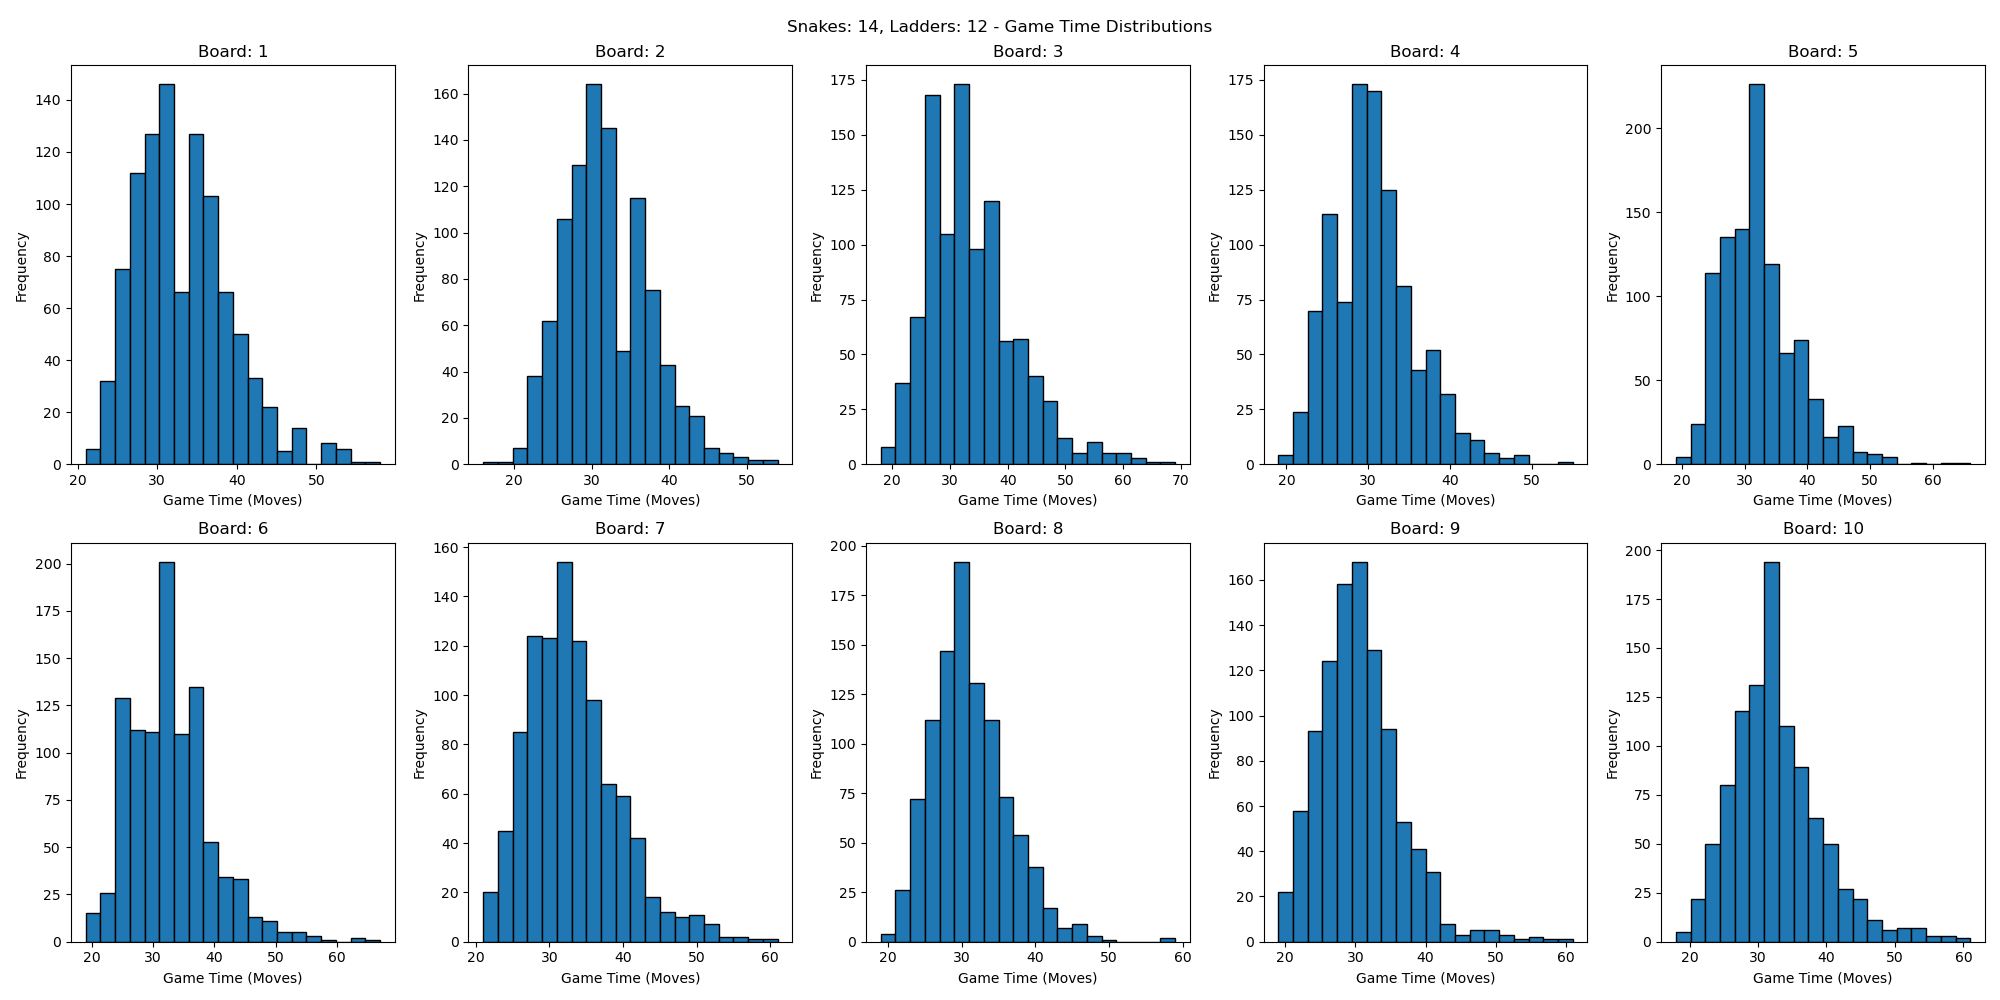 Snakes: 14, Ladders: 12 - Game Time Distributions
Board: 1
140
120
100
80
60
40
20
0
Frequency
20 30 40 50
Game Time (Moves)
Board: 2
160
140
120
100
80
60
40
20
0
Frequency
20 30 40 50
Game Time (Moves)
Board: 3
175
150
125
100
75
50
25
0
Frequency
20 30 40 50 60 70
Game Time (Moves)
Board: 4
175
150
125
100
75
50
25
0
Frequency
20 30 40 50
Game Time (Moves)
Board: 5
200
150
100
50
0
Frequency
20 30 40 50 60
Game Time (Moves)
Board: 6
200
175
150
125
100
75
50
25
0
Frequency
20 30 40 50 60
Game Time (Moves)
Board: 7
160
140
120
100
80
60
40
20
0
Frequency
20 30 40 50 60
Game Time (Moves)
Board: 8
200
175
150
125
100
75
50
25
0
Frequency
20 30 40 50 60
Game Time (Moves)
Board: 9
160
140
120
100
80
60
40
20
0
Frequency
20 30 40 50 60
Game Time (Moves)
Board: 10
200
175
150
125
100
75
50
25
0
Frequency
20 30 40 50 60
Game Time (Moves)